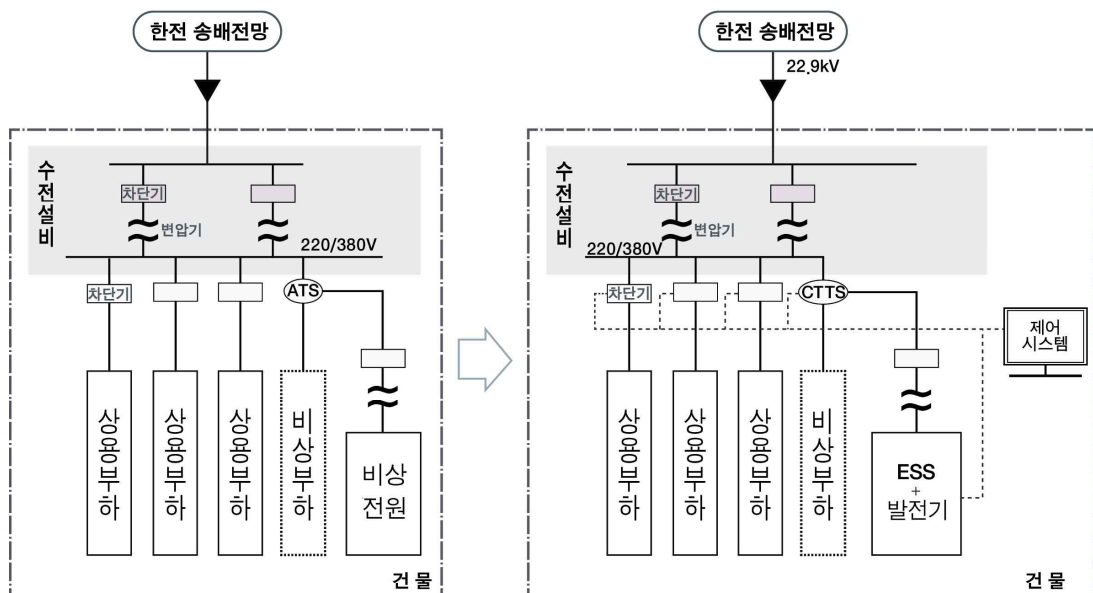 한전 송배전망
수전설비
차단기
변압기
220/380V
차단기
ATS
상용부하
상용부하
상용부하
비상부하
비상
전원
건 물
한전 송배전망
22.9kV
수전설비
차단기
변압기
220/380V
차단기
CTTS
제어
시스템
상용부하
상용부하
상용부하
비상부하
ESS
+
발전기
건 물